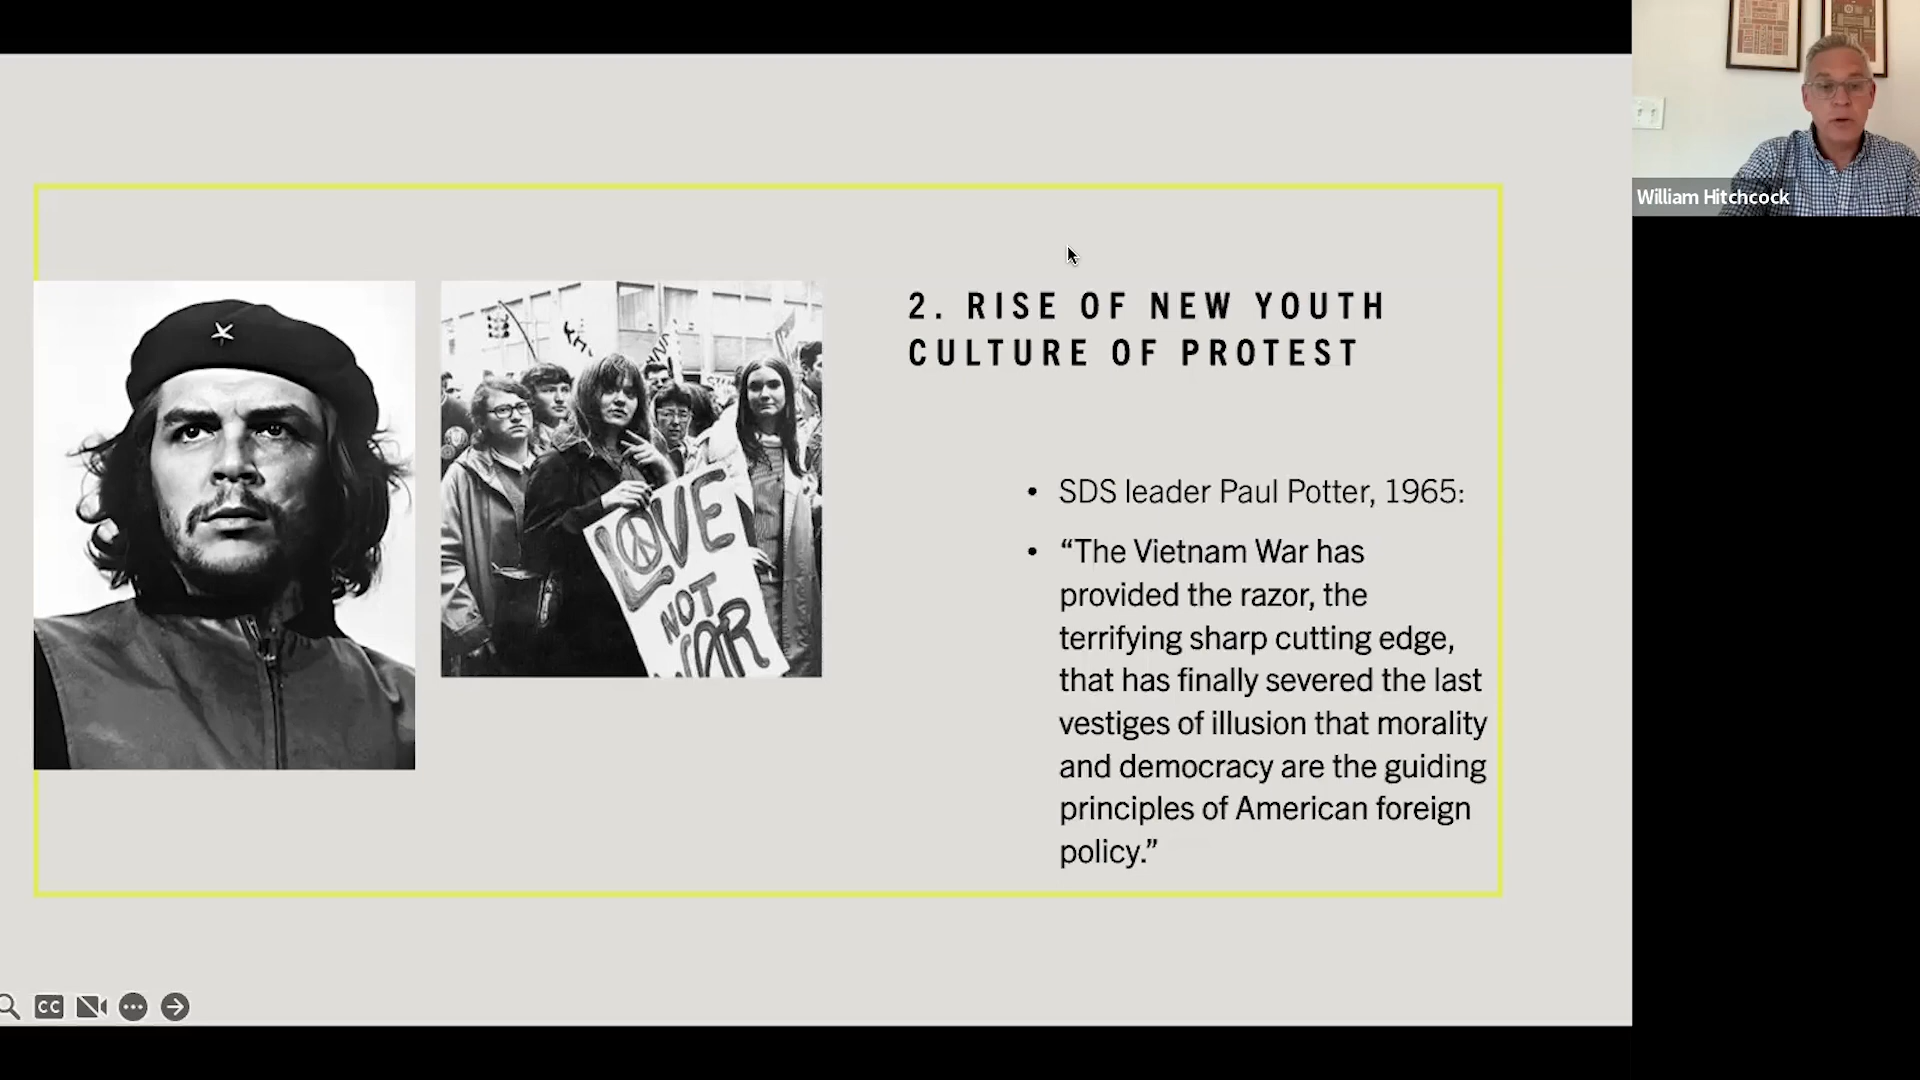 William Hitchcock
2. RISE OF NEW YOUTH
CULTURE OF PROTEST
• SDS leader Paul Potter, 1965:
• “The Vietnam War has
provided the razor, the
terrifying sharp cutting edge,
that has finally severed the last
vestiges of illusion that morality
and democracy are the guiding
principles of American foreign
policy.”
LOVE
NOT
WAR
CC